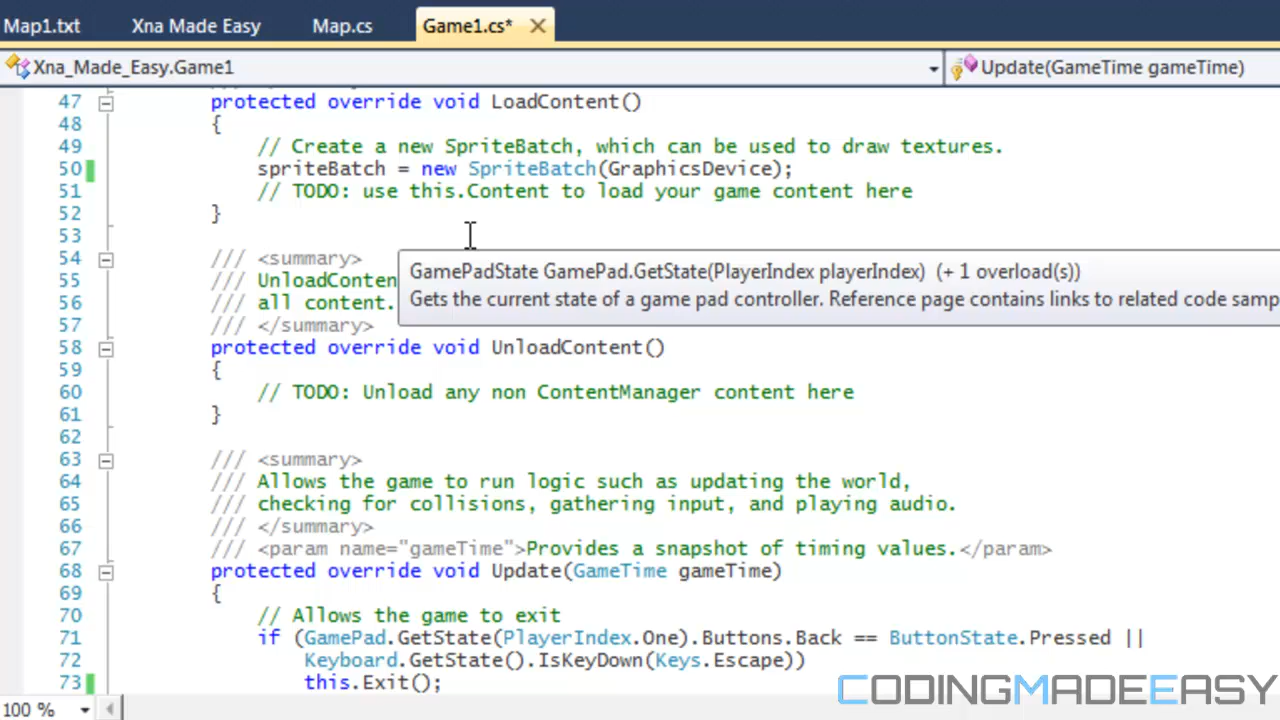 Map1.txt Xna Made Easy Map.cs Game1.cs*
Xna_Made_Easy.Game1 Update(GameTime gameTime)
47 protected override void LoadContent()
48 {
49 // Create a new SpriteBatch, which can be used to draw textures.
50 spriteBatch = new SpriteBatch(GraphicsDevice);
51 // TODO: use this.Content to load your game content here
52 }
53
54 /// <summary>
55 /// UnloadConten
GamePadState GamePad.GetState(PlayerIndex playerIndex) (+ 1 overload(s))
56 /// all content.
Gets the current state of a game pad controller. Reference page contains links to related code samp
57 /// </summary>
58 protected override void UnloadContent()
59 {
60 // TODO: Unload any non ContentManager content here
61 }
62
63 /// <summary>
64 /// Allows the game to run logic such as updating the world,
65 /// checking for collisions, gathering input, and playing audio.
66 /// </summary>
67 /// <param name="gameTime">Provides a snapshot of timing values.</param>
68 protected override void Update(GameTime gameTime)
69 {
70 // Allows the game to exit
71 if (GamePad.GetState(PlayerIndex.One).Buttons.Back == ButtonState.Pressed ||
72 Keyboard.GetState().IsKeyDown(Keys.Escape))
73 this.Exit();
CODINGMADEEASY
100 %